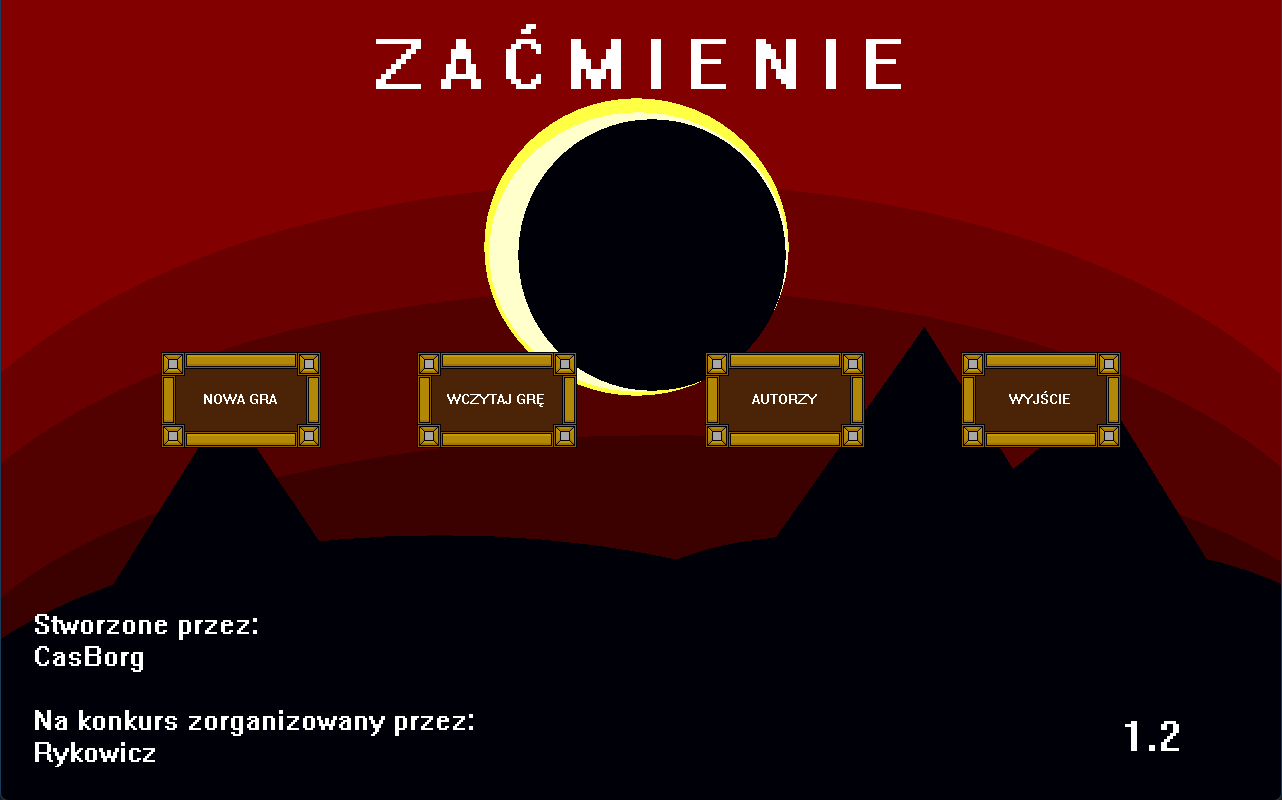 ZAĆMIENIE
NOWA GRA
WCZYTAJ GRĘ
AUTORZY
WYJŚCIE
Stworzone przez:
CasBorg
Na konkurs zorganizowany przez:
Rykowicz
1.2